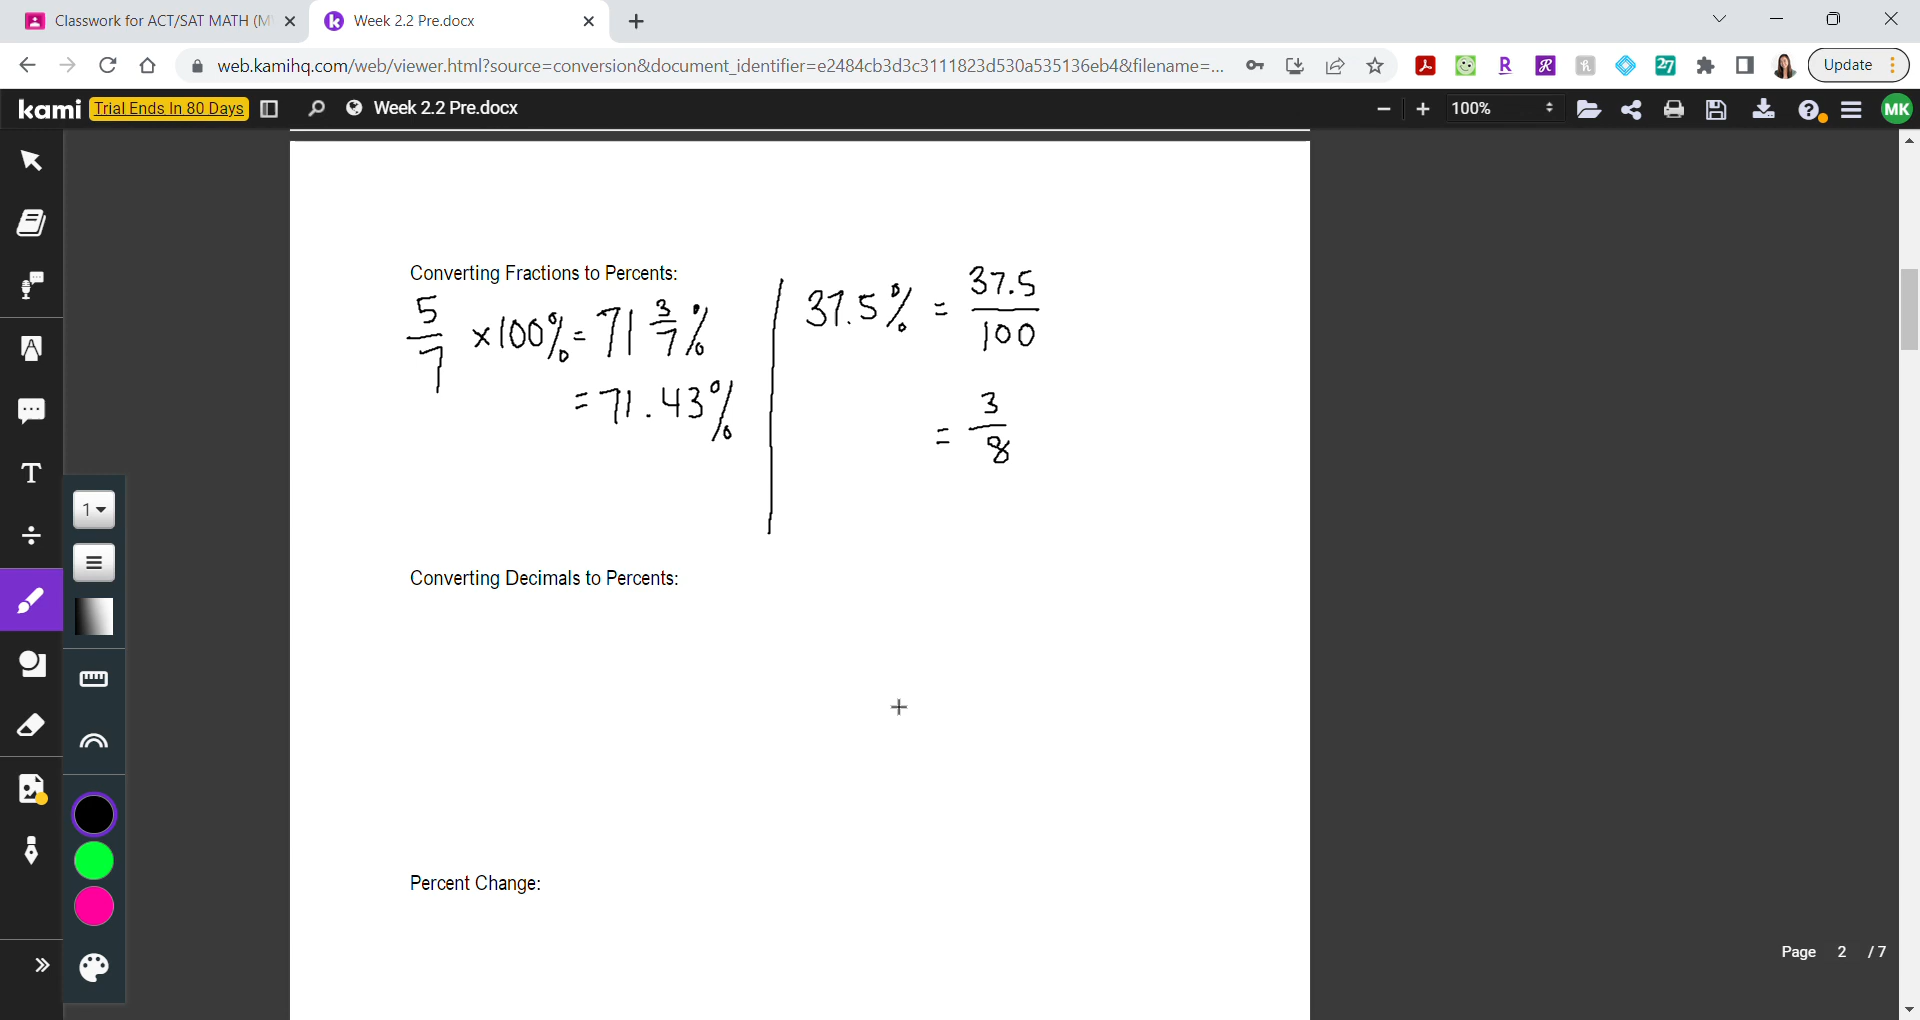 Classwork for ACT/SAT MATH (M
Week 2.2 Pre.docx
web.kamihq.com/web/viewer.html?source=conversion&document_identifier=e2484cb3d3c3111823d530a535136eb4&filename=...
Update
kami
Trial Ends In 80 Days
Week 2.2 Pre.docx
100%
MK
Converting Fractions to Percents:
5/7 x100% = 71 3/7 %
= 71.43%
37.5% = 37.5/100
= 3/8
T
1
Converting Decimals to Percents:
Percent Change:
Page 2 / 7